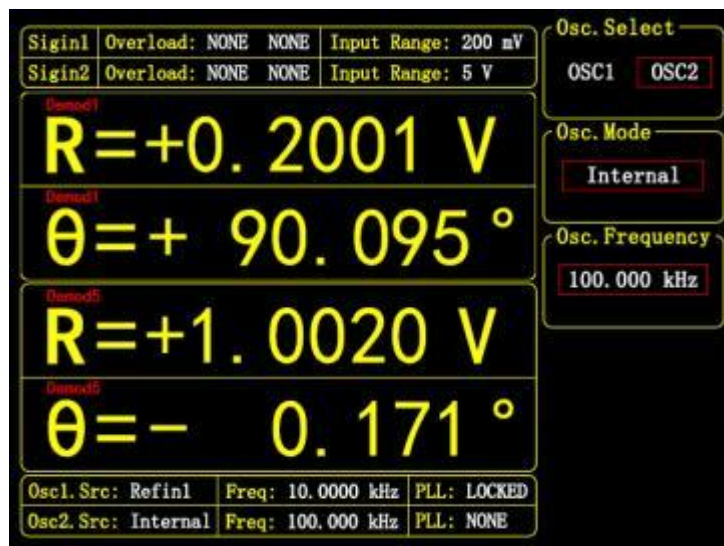 Sigin1 Overload: NONE NONE Input Range: 200 mV
Sigin2 Overload: NONE NONE Input Range: 5 V
Demod1
R=+0.2001 V
Demod1
θ=+ 90.095 °
Demod5
R=+1.0020 V
Demod5
θ=- 0.171 °
Osc1.Src: Refin1 Freq: 10.0000 kHz PLL: LOCKED
Osc2.Src: Internal Freq: 100.000 kHz PLL: NONE
Osc.Select
OSC1 OSC2
Osc.Mode
Internal
Osc.Frequency
100.000 kHz